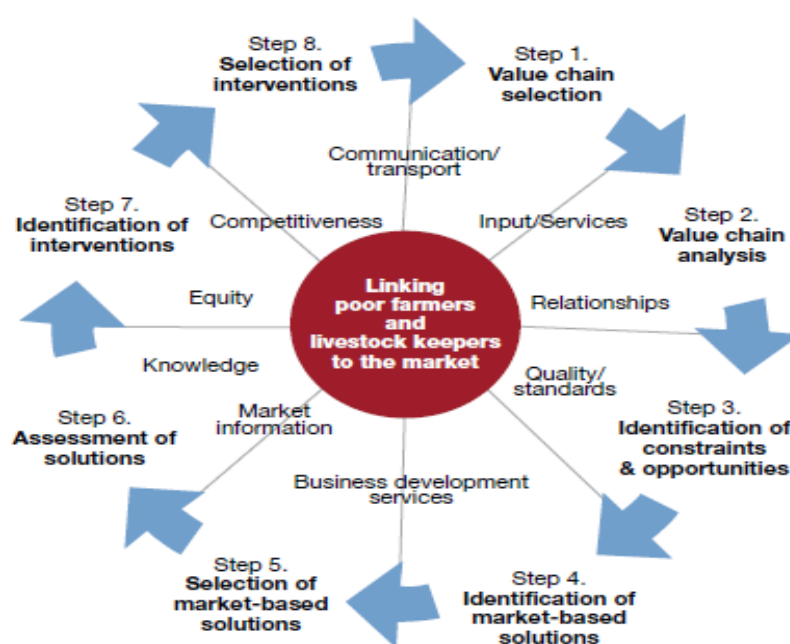 Step 8.
Selection of
interventions
Step 1.
Value chain
selection
Communication/
transport
Step 7.
Identification of
interventions
Competitiveness
Input/Services
Step 2.
Value chain
analysis
Linking
poor farmers
and
livestock keepers
to the market
Equity
Relationships
Knowledge
Quality/
standards
Step 6.
Assessment of
solutions
Market
information
Step 3.
Identification of
constraints
& opportunities
Business development
services
Step 5.
Selection of
market-based
solutions
Step 4.
Identification of
market-based
solutions